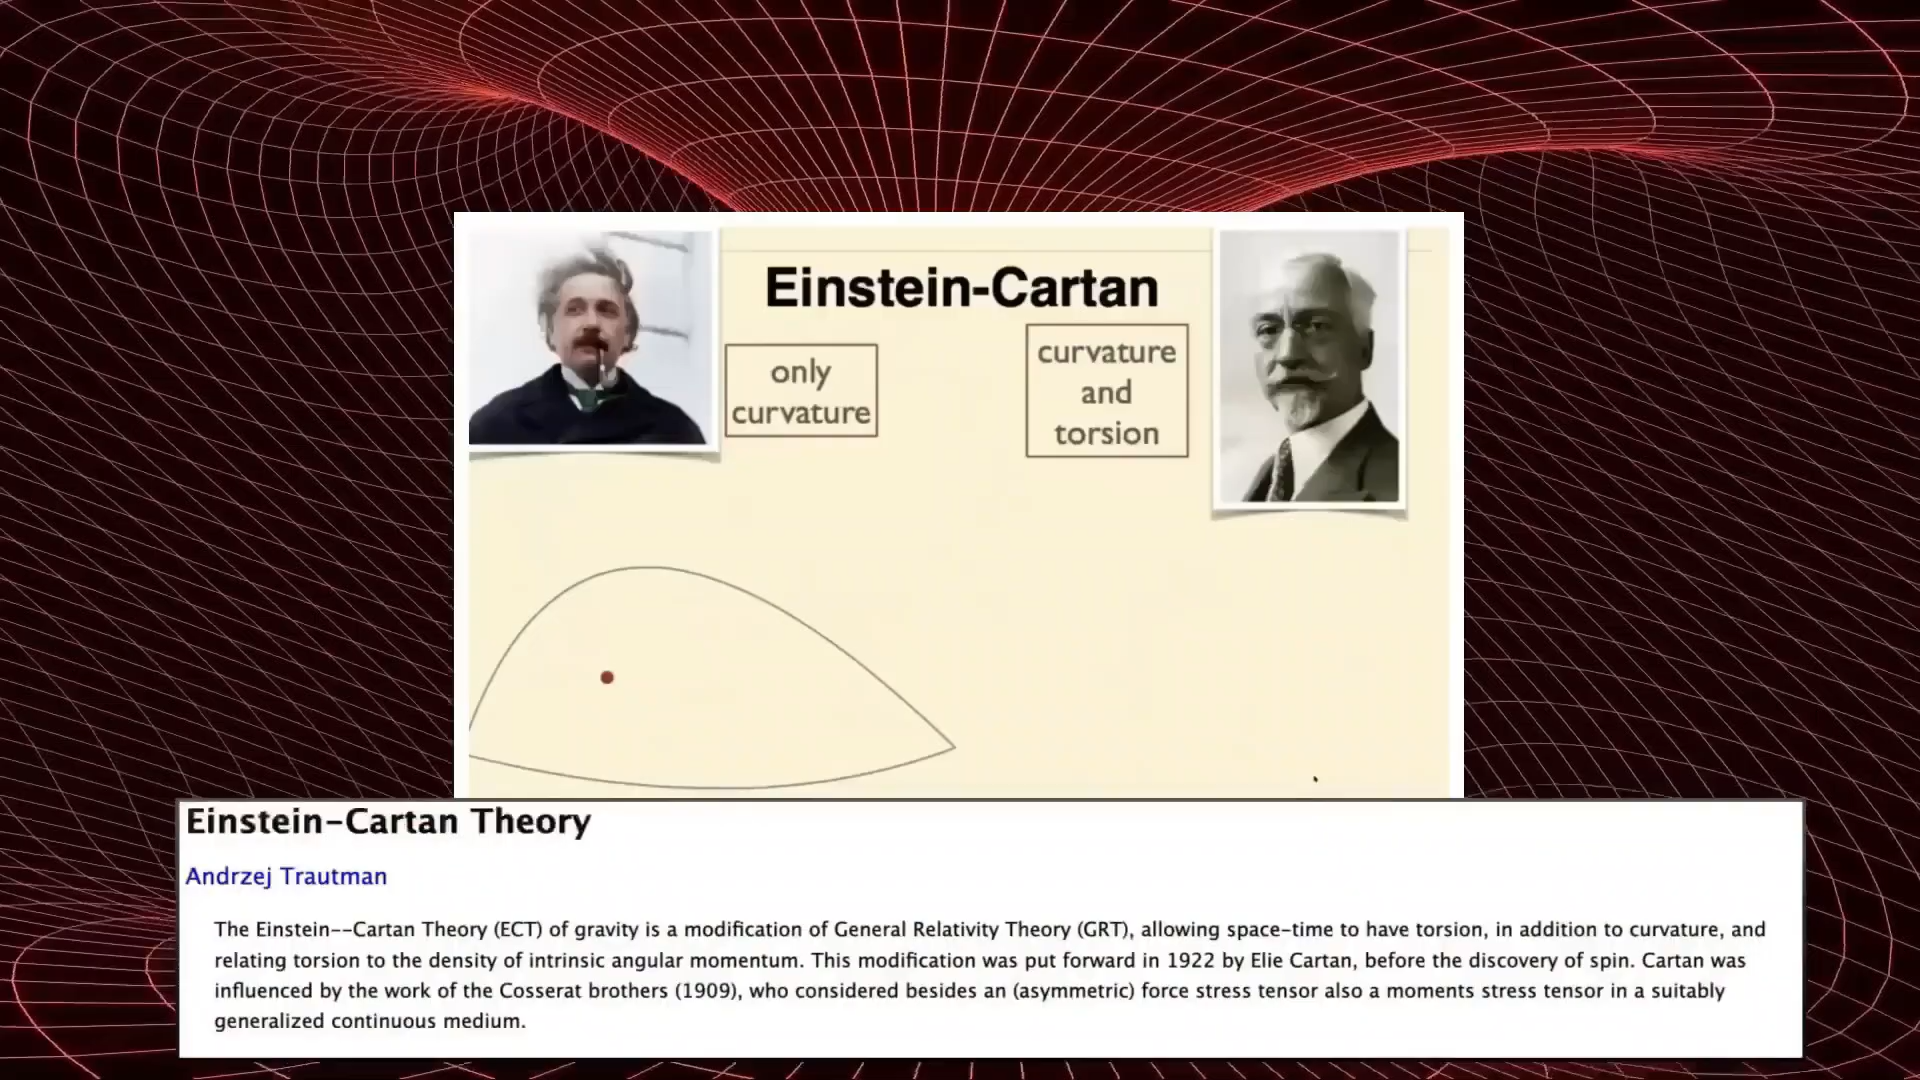 Einstein-Cartan
only
curvature
curvature
and
torsion
Einstein-Cartan Theory
Andrzej Trautman
The Einstein--Cartan Theory (ECT) of gravity is a modification of General Relativity Theory (GRT), allowing space-time to have torsion, in addition to curvature, and
relating torsion to the density of intrinsic angular momentum. This modification was put forward in 1922 by Elie Cartan, before the discovery of spin. Cartan was
influenced by the work of the Cosserat brothers (1909), who considered besides an (asymmetric) force stress tensor also a moments stress tensor in a suitably
generalized continuous medium.